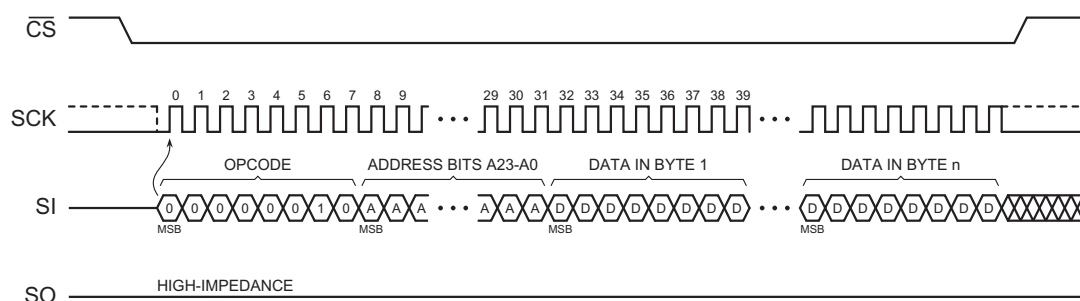 CS
0 1 2 3 4 5 6 7 8 9 29 30 31 32 33 34 35 36 37 38 39
SCK
OPCODE ADDRESS BITS A23-A0 DATA IN BYTE 1 DATA IN BYTE n
SI 0 0 0 0 0 0 1 0 A A A A A A D D D D D D D D D D D D D D D D
MSB MSB MSB MSB
HIGH-IMPEDANCE
SO